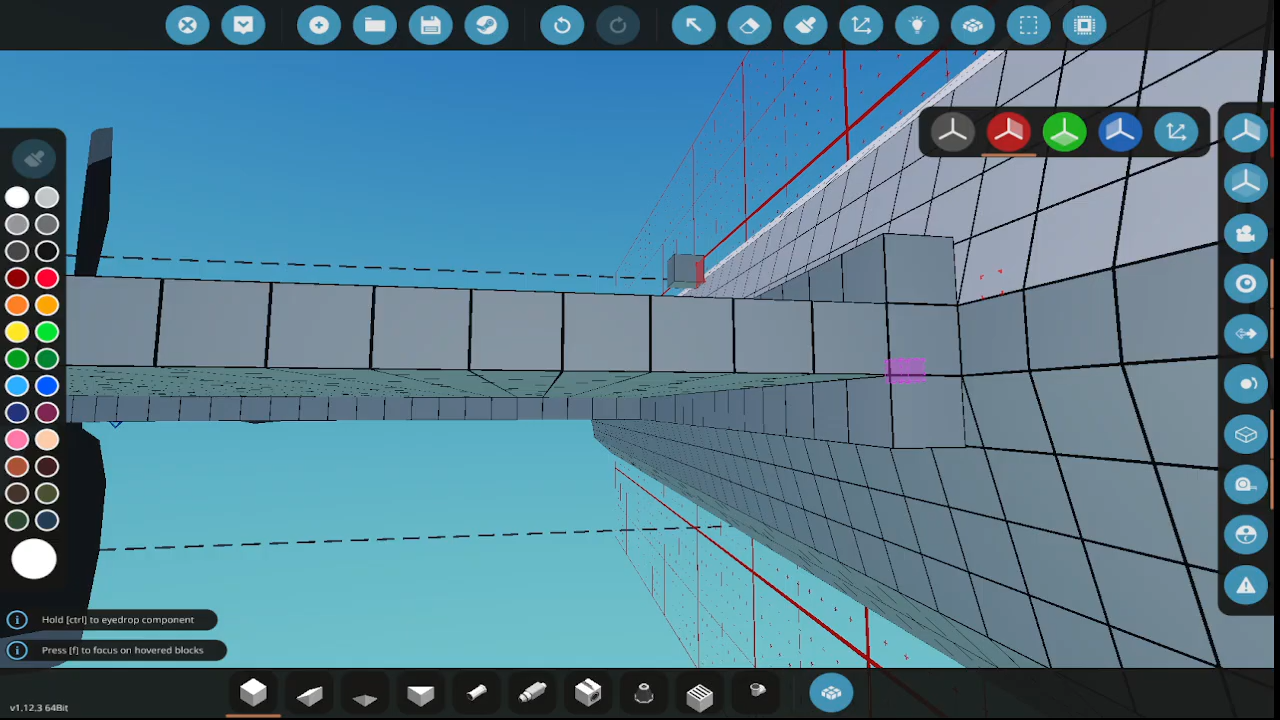 Hold [ctrl] to eyedrop component
Press [f] to focus on hovered blocks
v1.12.3 64Bit